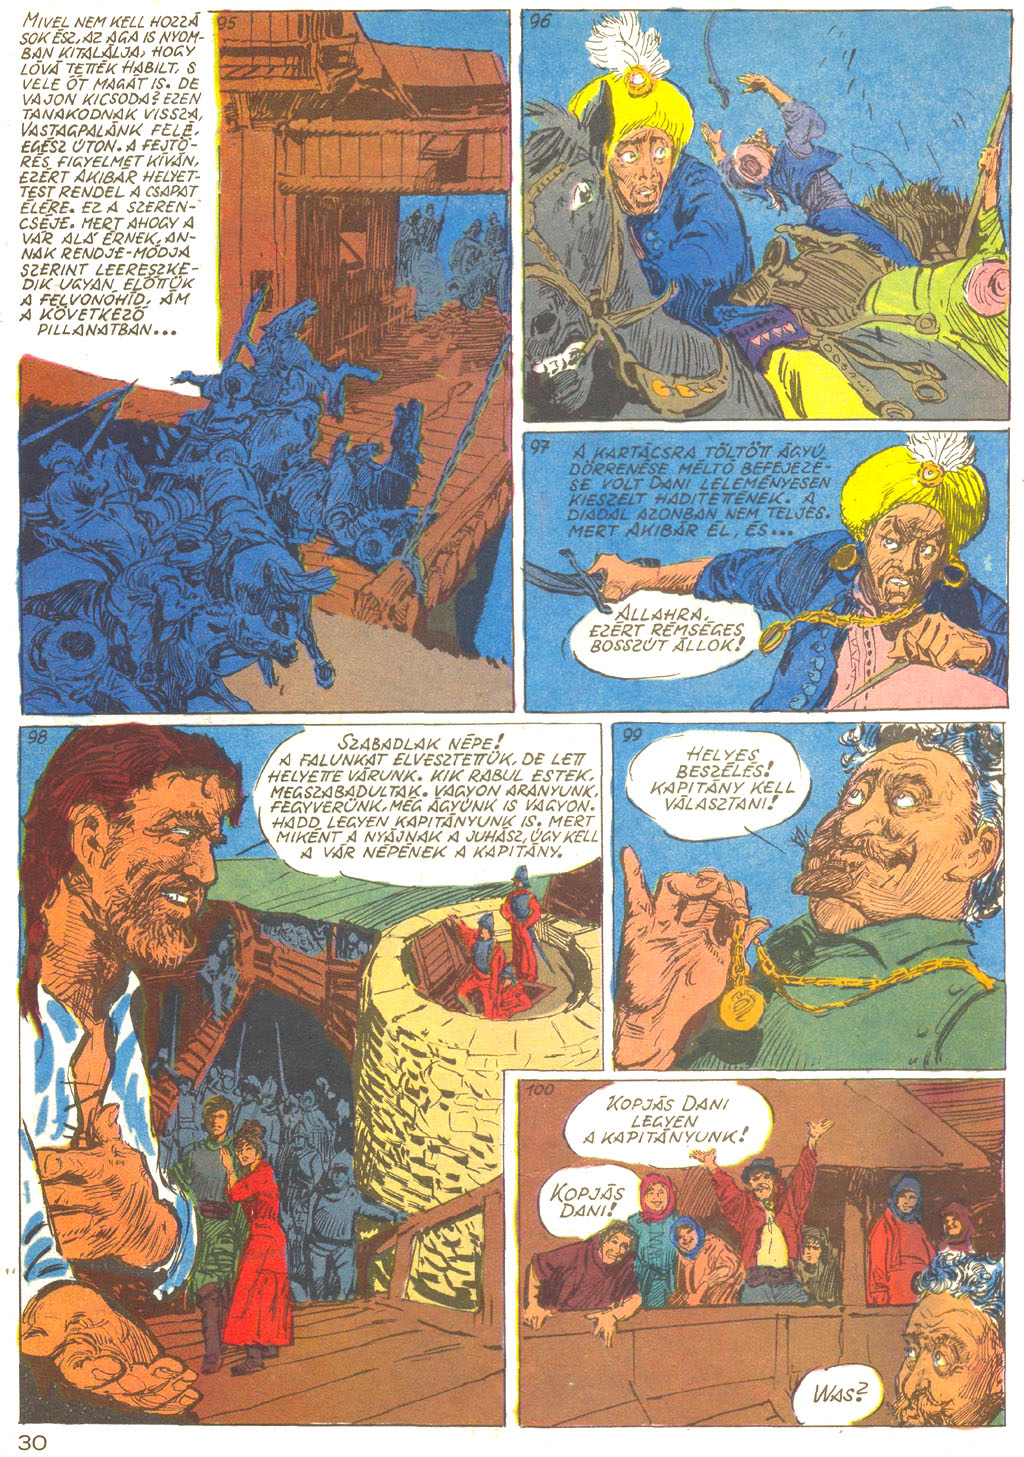 MIVEL NEM KELL HOZZÁ
SOK ÉSZ, AZ AGA IS NYOM-
BAN KITALÁLJA, HOGY
LÓVÁ TETTÉK HABILT, S
VELE ŐT MAGÁT IS. DE
VAJON KICSODA? EZEN
TANAKODNAK VISSZA,
VASTAGPALÁNK FELÉ,
EGÉSZ ÚTON. A FEJTÖ-
RÉS FIGYELMET KÍVÁN,
EZÉRT AKIBÁR HELYET-
TEST RENDEL A CSAPAT
ÉLÉRE. EZ A SZEREN-
CSÉJE. MERT AHOGY A
VÁR ALÁ ÉRNEK, AN-
NAK RENDJE-MÓDJA
SZERINT LEERESZKE-
DIK UGYAN ELŐTTÜK
A FELVONÓHÍD, ÁM
A KÖVETKEZŐ
PILLANATBAN...
95
96
97
A KARTÁCSRA TÖLTÖTT ÁGYÚ
DÖRRENÉSE MÉLTÓ BEFEJEZÉ-
SE VOLT DANI LELEMÉNYESEN
KIESZELT HADITETTÉNEK. A
DIADAL AZONBAN NEM TELJES.
MERT AKIBÁR ÉL, ÉS...
ALLAHRA,
EZÉRT RÉMSÉGES
BOSSZÚT ÁLLOK!
98
SZABADLAK NÉPE!
A FALUNKAT ELVESZTETTÜK, DE LETT
HELYETTE VÁRUNK. KIK RABUL ESTEK,
MEGSZABADULTAK. VAGYON ARANYUNK,
FEGYVERÜNK, MÉG ÁGYÚNK IS VAGYON.
HADD LEGYEN KAPITÁNYUNK IS. MERT
MIKÉNT A NYÁJNAK A JUHÁSZ, ÚGY KELL
A VÁR NÉPÉNEK A KAPITÁNY.
99
HELYES
BESZÉLÉS!
KAPITÁNY KELL
VÁLASZTANI!
100
KOPJÁS DANI
LEGYEN
A KAPITÁNYUNK!
KOPJÁS
DANI!
WAS?
30